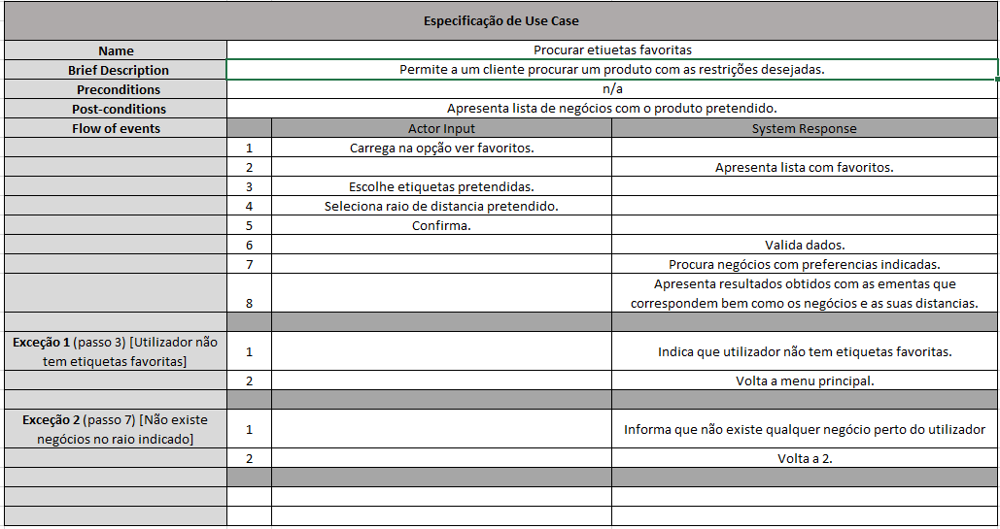 Especificação de Use Case
Name Procurar etiuetas favoritas
Brief Description Permite a um cliente procurar um produto com as restrições desejadas.
Preconditions n/a
Post-conditions Apresenta lista de negócios com o produto pretendido.
Flow of events Actor Input System Response
1 Carrega na opção ver favoritos.
2 Apresenta lista com favoritos.
3 Escolhe etiquetas pretendidas.
4 Seleciona raio de distancia pretendido.
5 Confirma.
6 Valida dados.
7 Procura negócios com preferencias indicadas.
Apresenta resultados obtidos com as ementas que
8 correspondem bem como os negócios e as suas distancias.
Exceção 1 (passo 3) [Utilizador não
tem etiquetas favoritas]
1 Indica que utilizador não tem etiquetas favoritas.
2 Volta a menu principal.
Exceção 2 (passo 7) [Não existe
negócios no raio indicado]
1 Informa que não existe qualquer negócio perto do utilizador
2 Volta a 2.